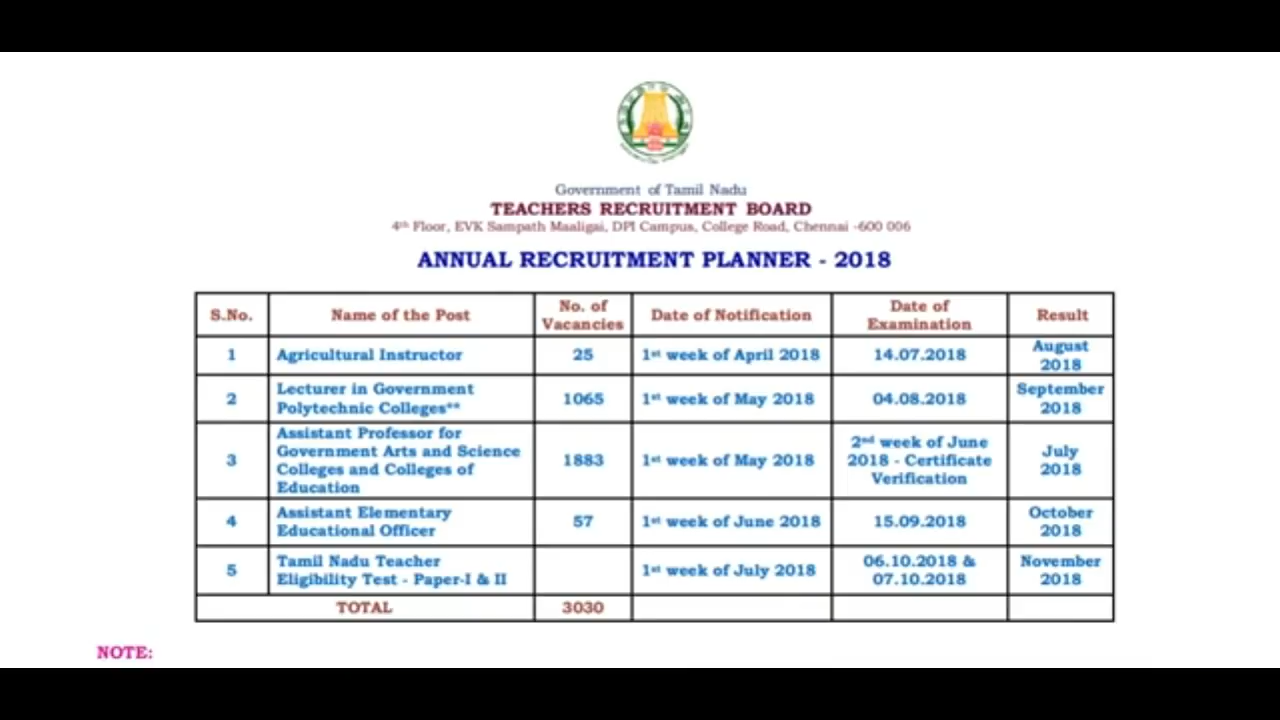 Government of Tamil Nadu
TEACHERS RECRUITMENT BOARD
4th Floor, EVK Sampath Maaligai, DPI Campus, College Road, Chennai -600 006
ANNUAL RECRUITMENT PLANNER - 2018
S.No. Name of the Post No. of Vacancies Date of Notification Date of Examination Result
1 Agricultural Instructor 25 1st week of April 2018 14.07.2018 August 2018
2 Lecturer in Government Polytechnic Colleges** 1065 1st week of May 2018 04.08.2018 September 2018
3 Assistant Professor for Government Arts and Science Colleges and Colleges of Education 1883 1st week of May 2018 2nd week of June 2018 - Certificate Verification July 2018
4 Assistant Elementary Educational Officer 57 1st week of June 2018 15.09.2018 October 2018
5 Tamil Nadu Teacher Eligibility Test - Paper-I & II 1st week of July 2018 06.10.2018 & 07.10.2018 November 2018
TOTAL 3030
NOTE: